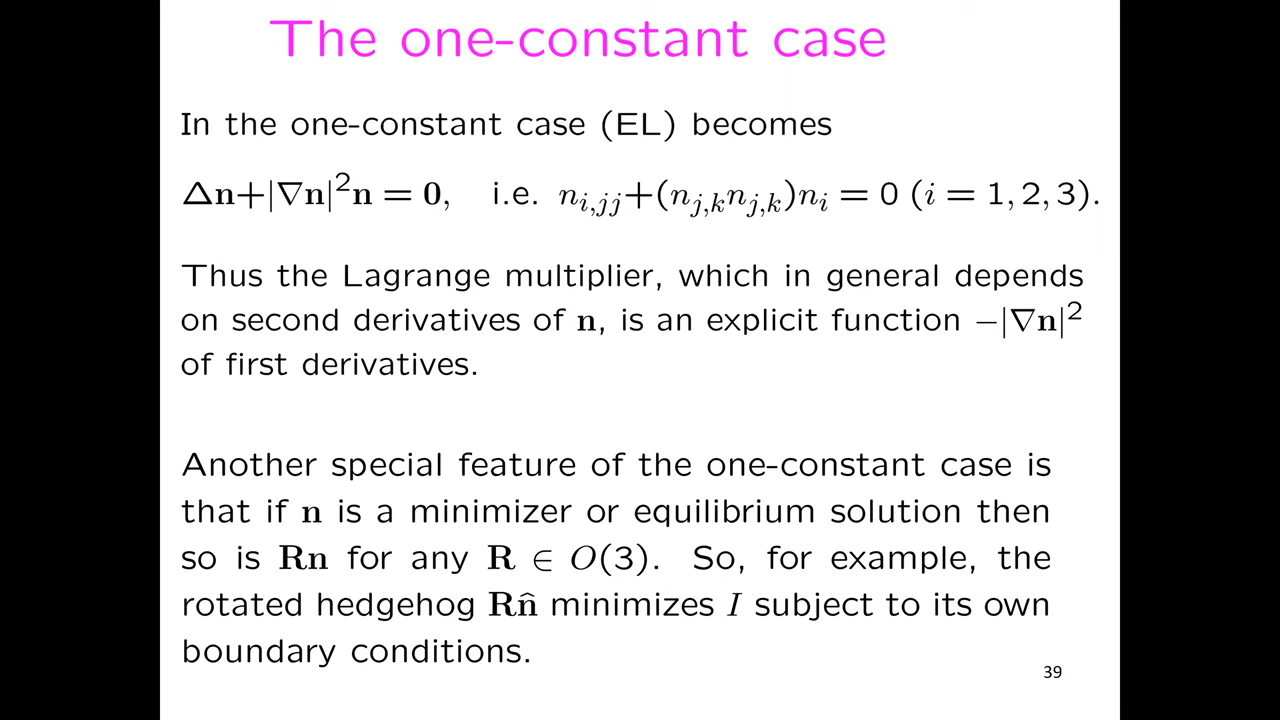 The one-constant case
In the one-constant case (EL) becomes
Δn+|∇n|²n = 0, i.e. nᵢ,ⱼⱼ+(nⱼ,ₖnⱼ,ₖ)nᵢ = 0 (i = 1, 2, 3).
Thus the Lagrange multiplier, which in general depends
on second derivatives of n, is an explicit function −|∇n|²
of first derivatives.
Another special feature of the one-constant case is
that if n is a minimizer or equilibrium solution then
so is Rn for any R ∈ O(3). So, for example, the
rotated hedgehog Rn̂ minimizes I subject to its own
boundary conditions.
39